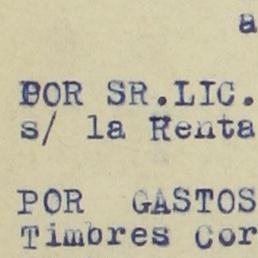 a
POR SR.LIC.
s/ la Renta
POR GASTOS
Timbres Cor